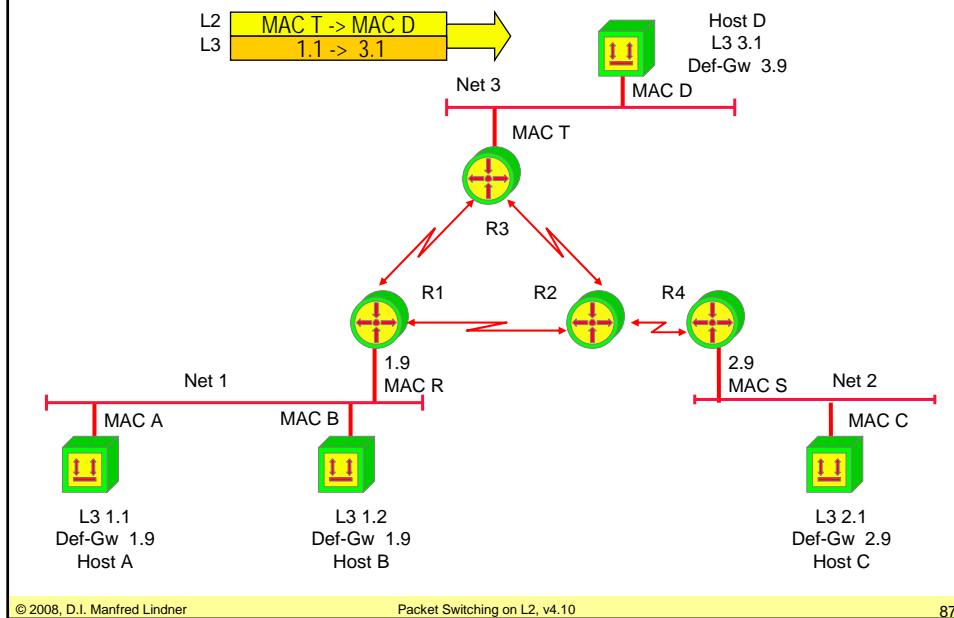 L2 MAC T -> MAC D
L3 1.1 -> 3.1
Host D
L3 3.1
Def-Gw 3.9
MAC D
Net 3
MAC T
R3
R1
R2
R4
1.9
MAC R
2.9
MAC S
Net 1
Net 2
MAC A
MAC B
MAC C
L3 1.1
Def-Gw 1.9
Host A
L3 1.2
Def-Gw 1.9
Host B
L3 2.1
Def-Gw 2.9
Host C
© 2008, D.I. Manfred Lindner
Packet Switching on L2, v4.10
87